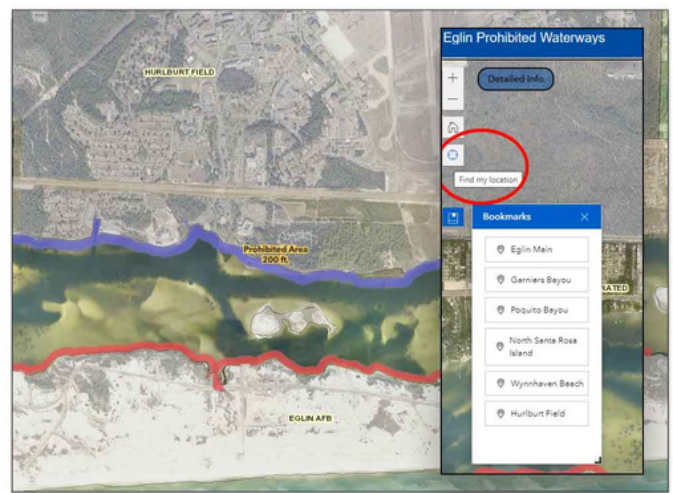 HURLBURT FIELD
Prohibited Area
200 ft.
EGLIN AFB
Eglin Prohibited Waterways
+
Detailed Info.
−
Find my location
Bookmarks ×
Eglin Main
Garniers Bayou
Poquito Bayou
North Santa Rosa
Island
Wynnhaven Beach
Hurlburt Field
RATED